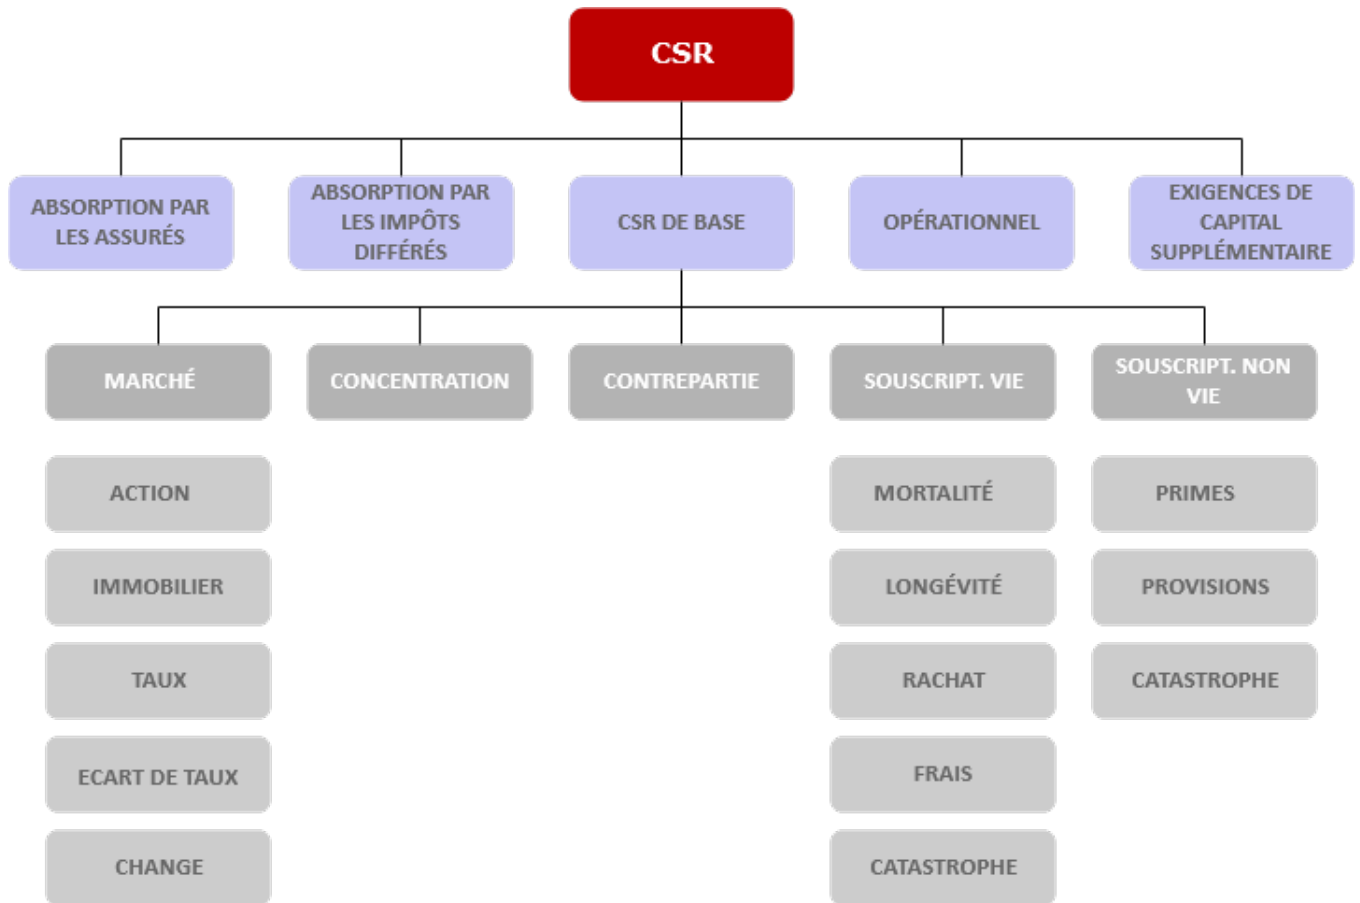 CSR
ABSORPTION PAR
LES ASSURÉS
ABSORPTION PAR
LES IMPÔTS
DIFFÉRÉS
CSR DE BASE
OPÉRATIONNEL
EXIGENCES DE
CAPITAL
SUPPLÉMENTAIRE
MARCHÉ
CONCENTRATION
CONTREPARTIE
SOUSCRIPT. VIE
SOUSCRIPT. NON
VIE
ACTION
MORTALITÉ
PRIMES
IMMOBILIER
LONGÉVITÉ
PROVISIONS
TAUX
RACHAT
CATASTROPHE
ECART DE TAUX
FRAIS
CHANGE
CATASTROPHE